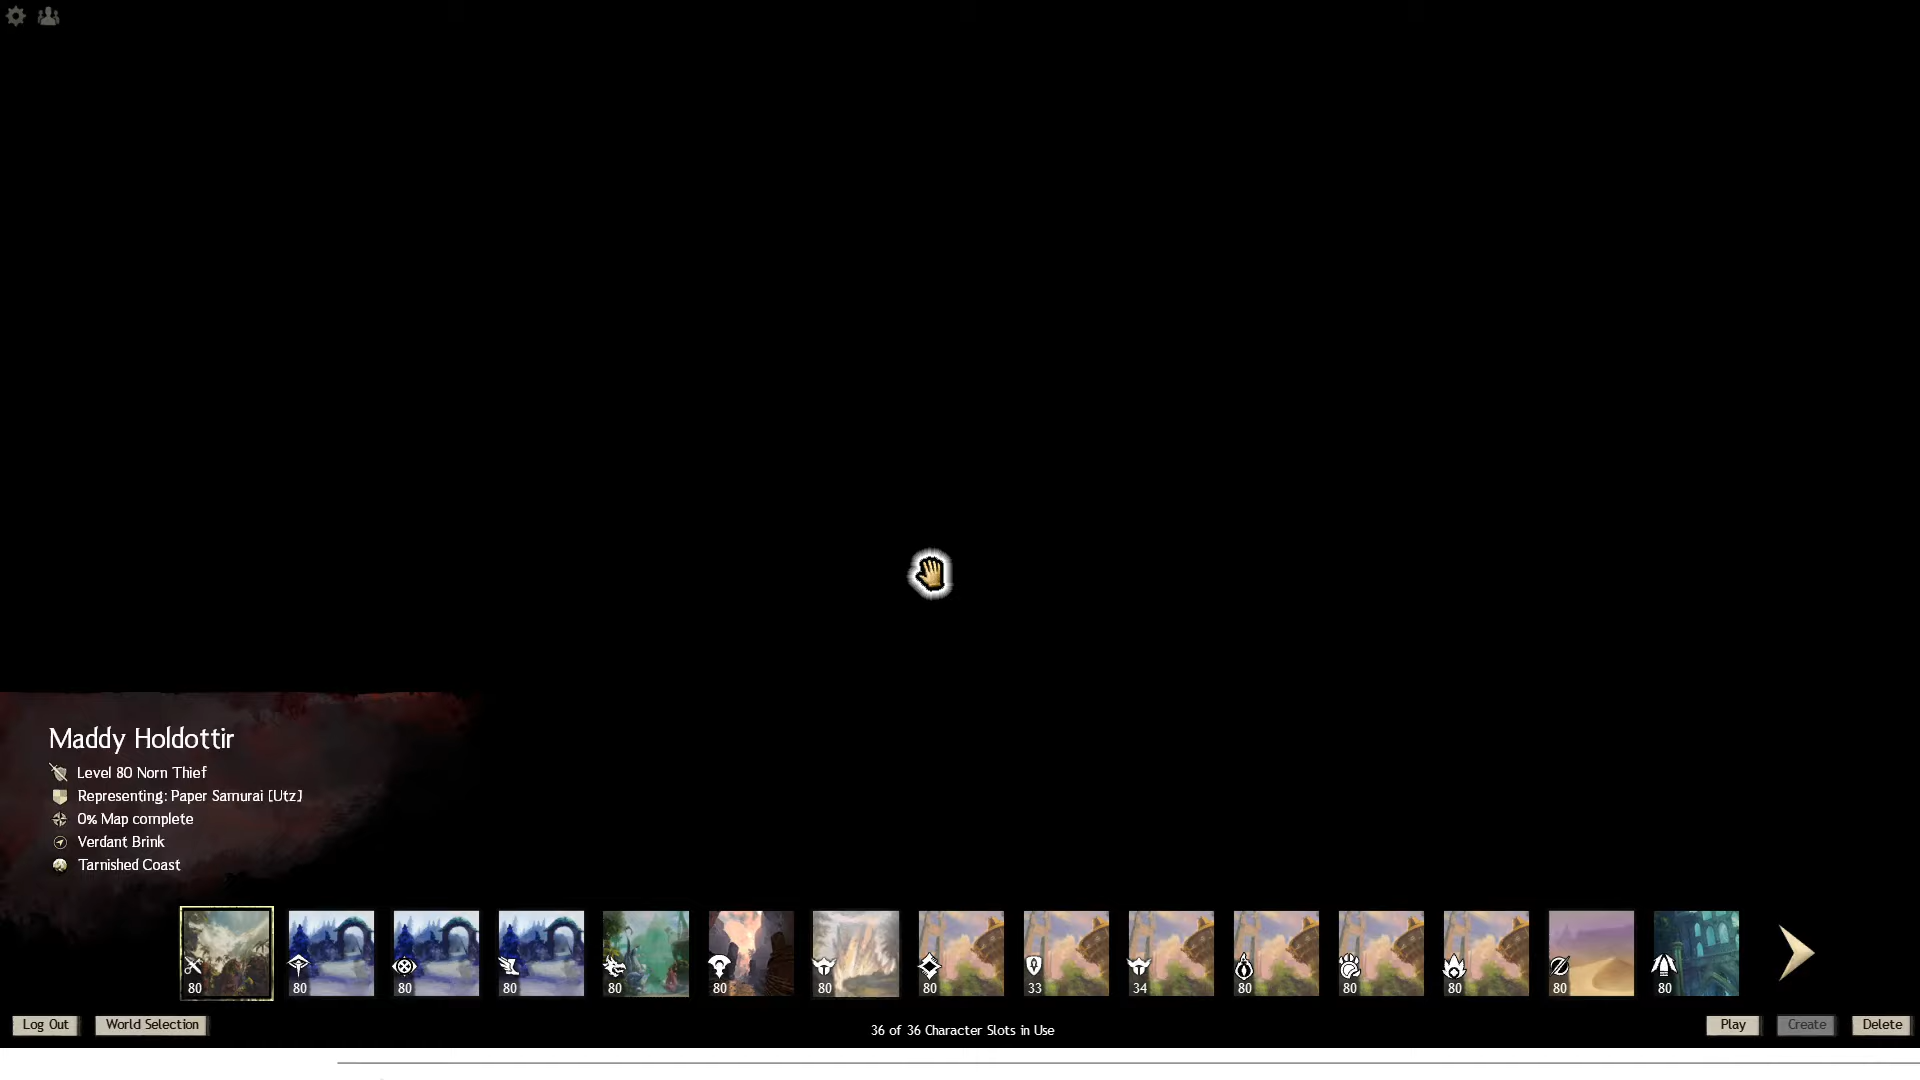 Maddy Holdottir
Level 80 Norn Thief
Representing: Paper Samurai [Utz]
0% Map complete
Verdant Brink
Tarnished Coast
80 80 80 80 80 80 80 80 33 34 80 80 80 80 80
Log Out World Selection 36 of 36 Character Slots in Use Play Create Delete